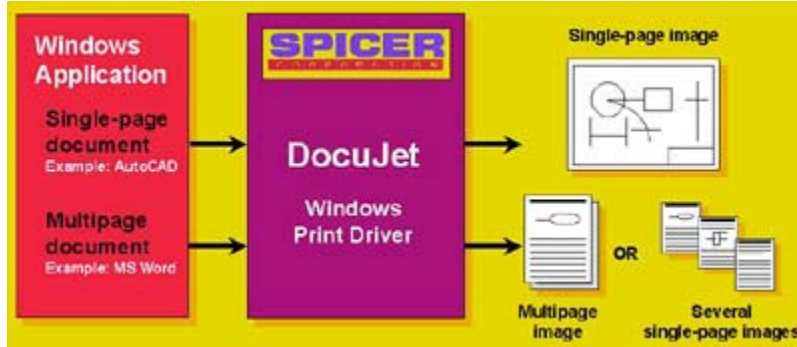 Windows
Application
Single-page
document
Example: AutoCAD
Multipage
document
Example: MS Word
SPICER
CORPORATION
DocuJet
Windows
Print Driver
Single-page image
Multipage
image
OR
Several
single-page images